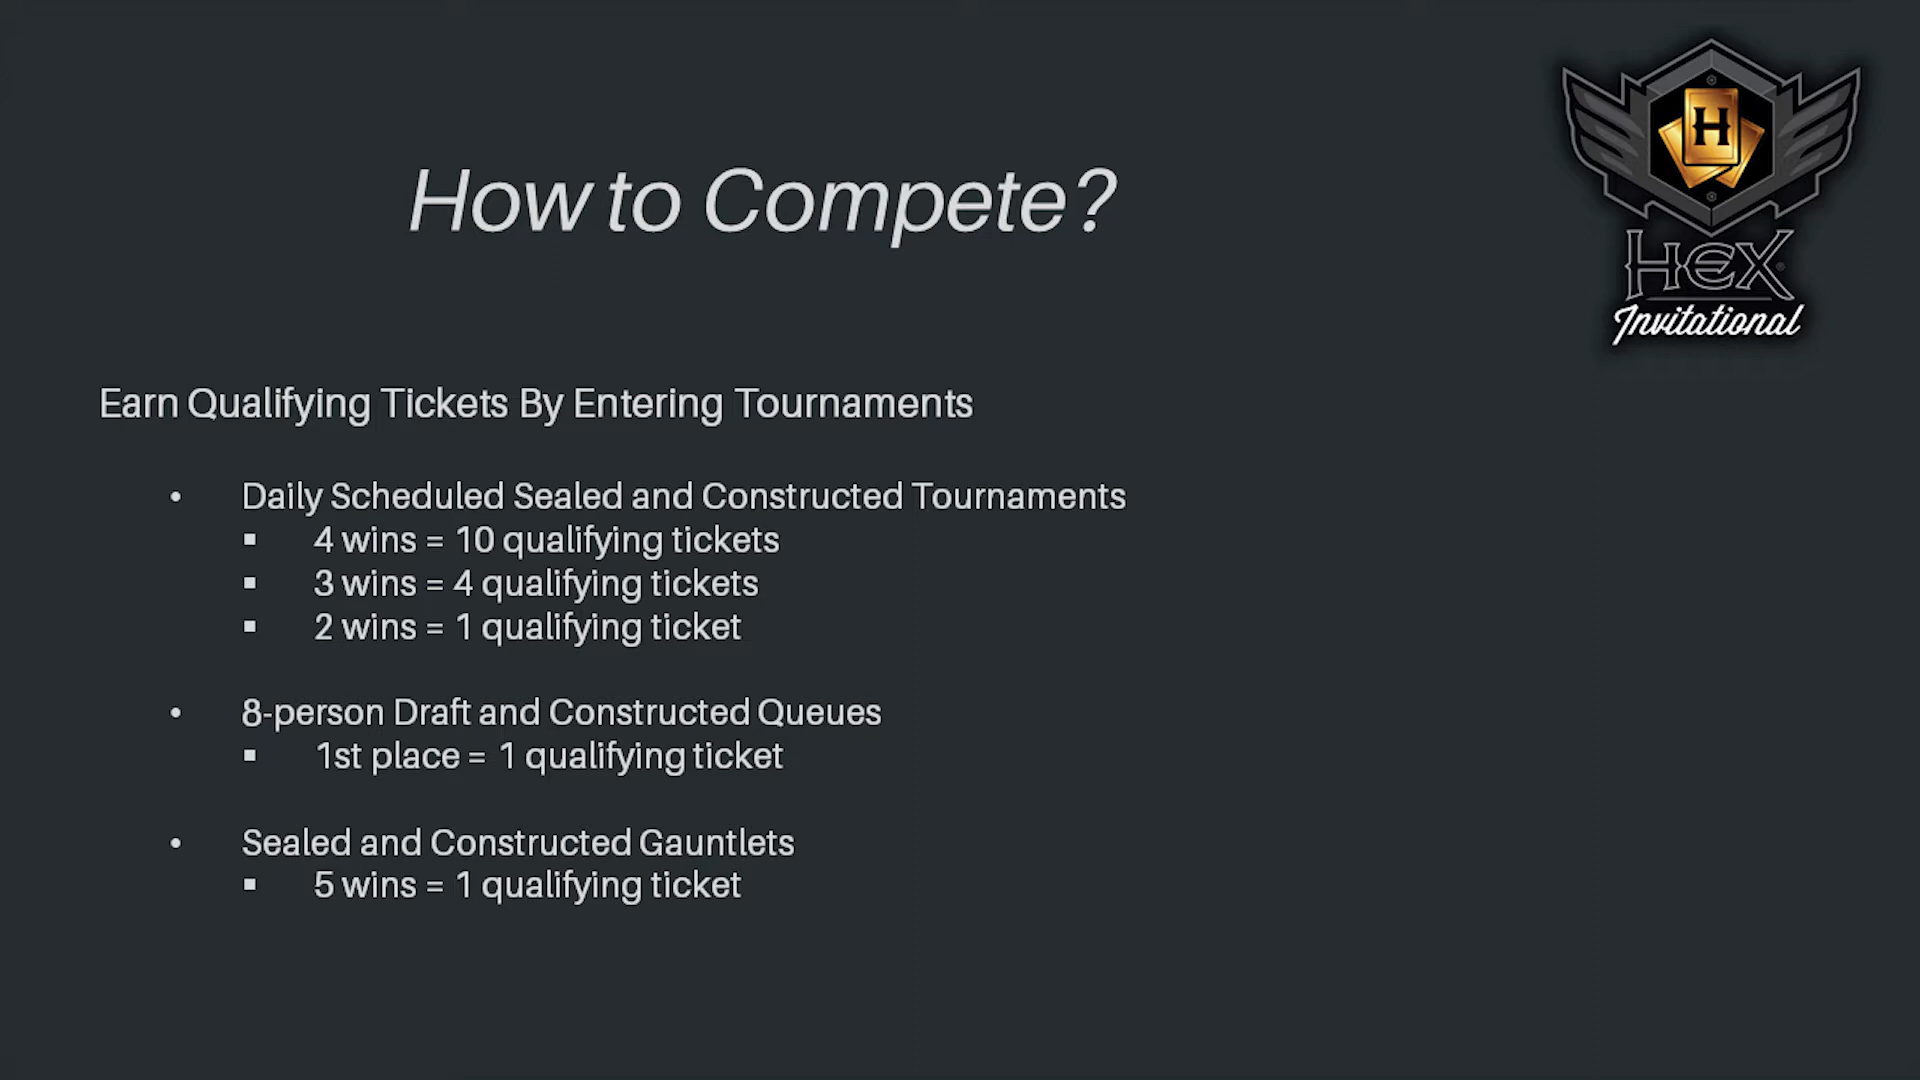 H
HEX
Invitational
How to Compete?
Earn Qualifying Tickets By Entering Tournaments
• Daily Scheduled Sealed and Constructed Tournaments
▪ 4 wins = 10 qualifying tickets
▪ 3 wins = 4 qualifying tickets
▪ 2 wins = 1 qualifying ticket
• 8-person Draft and Constructed Queues
▪ 1st place = 1 qualifying ticket
• Sealed and Constructed Gauntlets
▪ 5 wins = 1 qualifying ticket